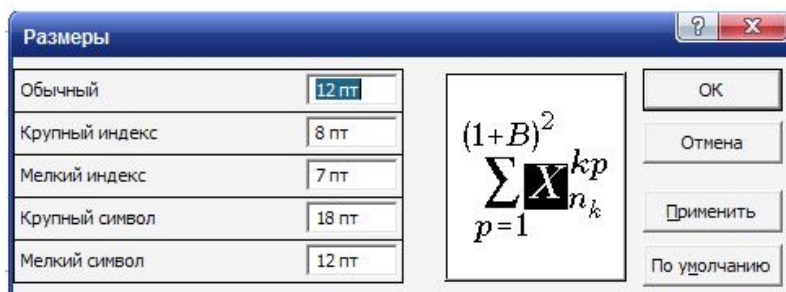 Размеры
?
X
Обычный 12 пт
Крупный индекс 8 пт
Мелкий индекс 7 пт
Крупный символ 18 пт
Мелкий символ 12 пт
(1+B)²
∑ X kp
n k
p=1
ОК
Отмена
Применить
По умолчанию